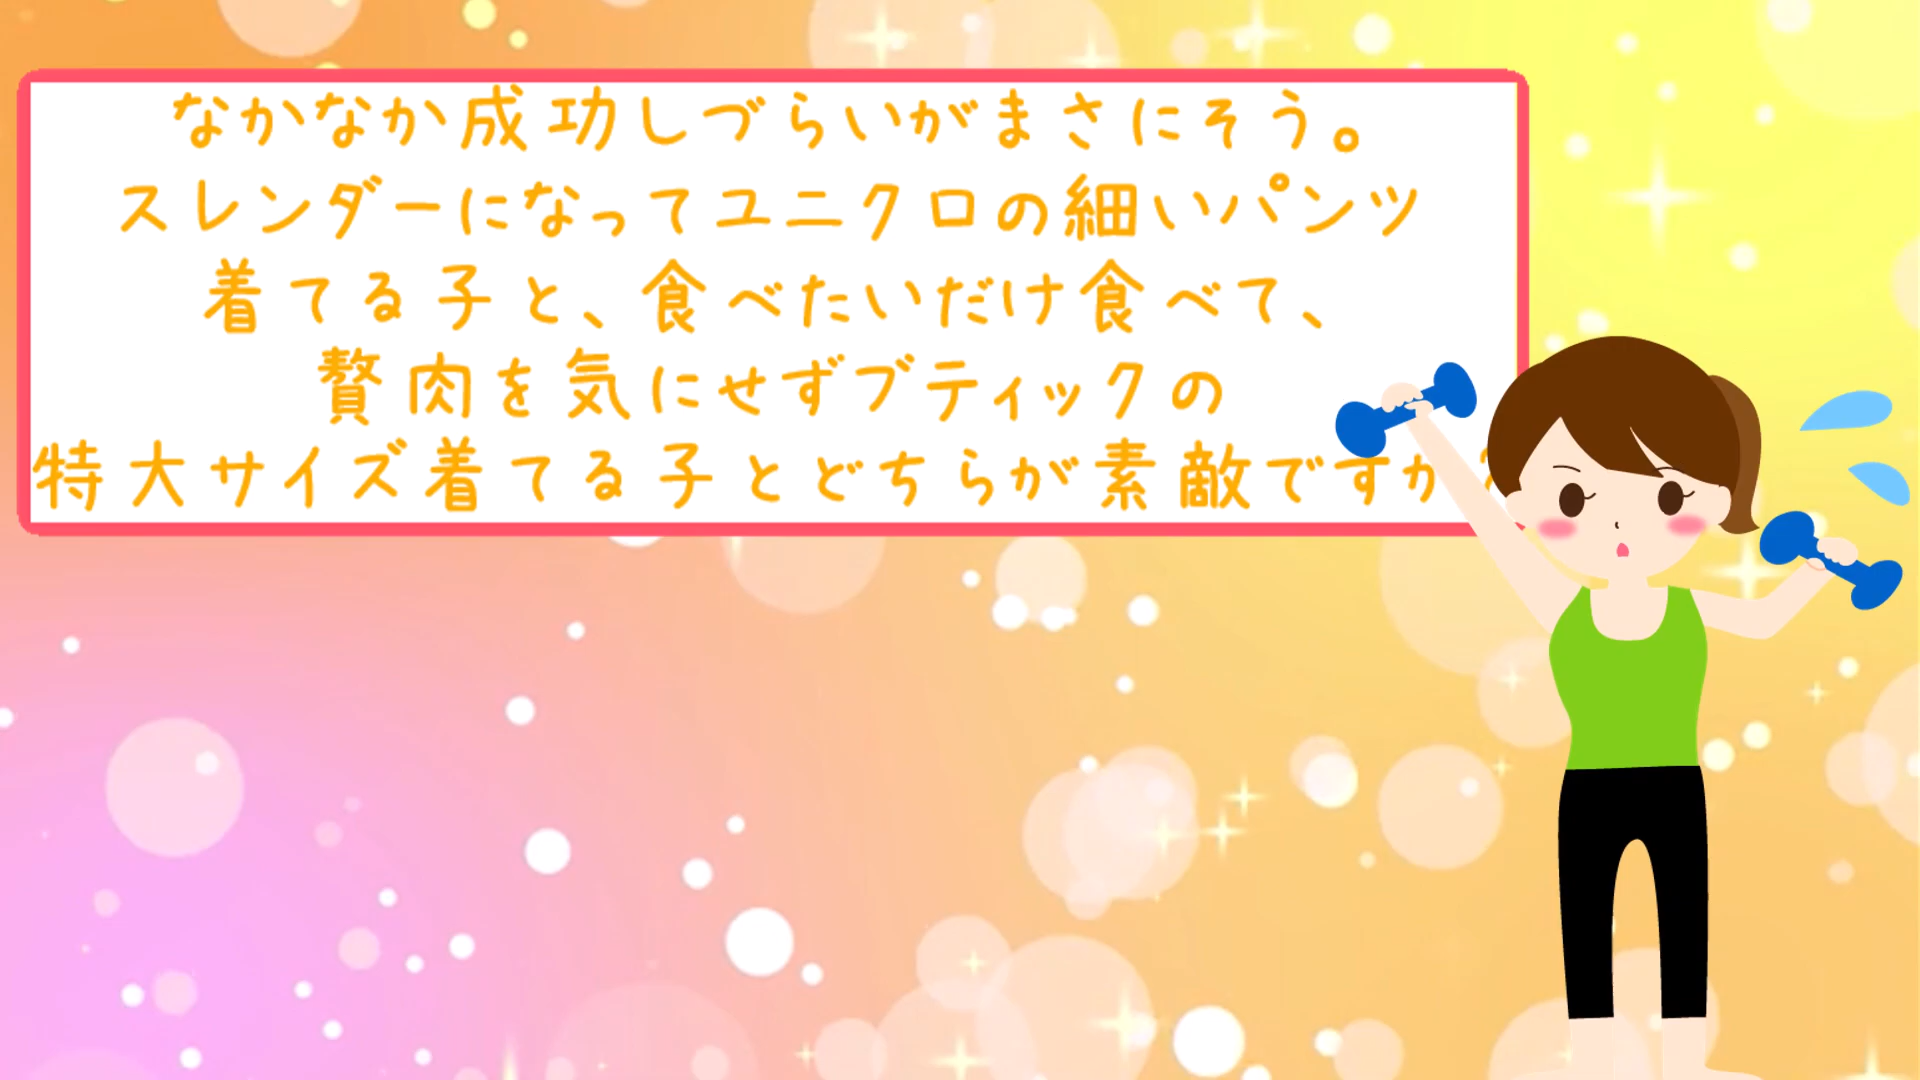 なかなか成功しづらいがまさにそう。
スレンダーになってユニクロの細いパンツ
着てる子と、食べたいだけ食べて、
贅肉を気にせずブティックの
特大サイズ着てる子とどちらが素敵ですか?